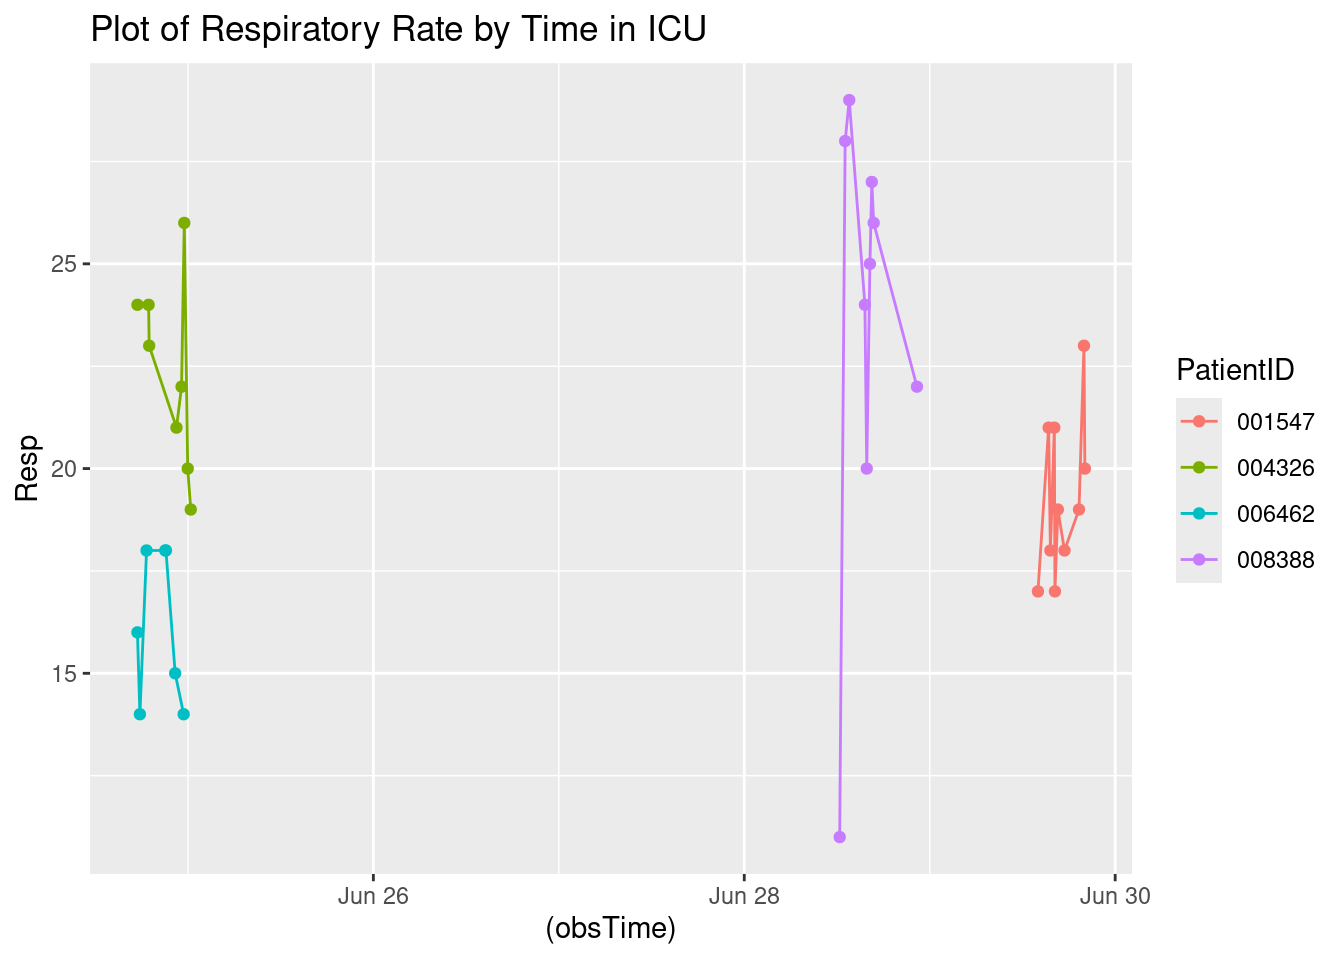 Plot of Respiratory Rate by Time in ICU
Resp
25
20
15
Jun 26
Jun 28
Jun 30
(obsTime)
PatientID
001547
004326
006462
008388